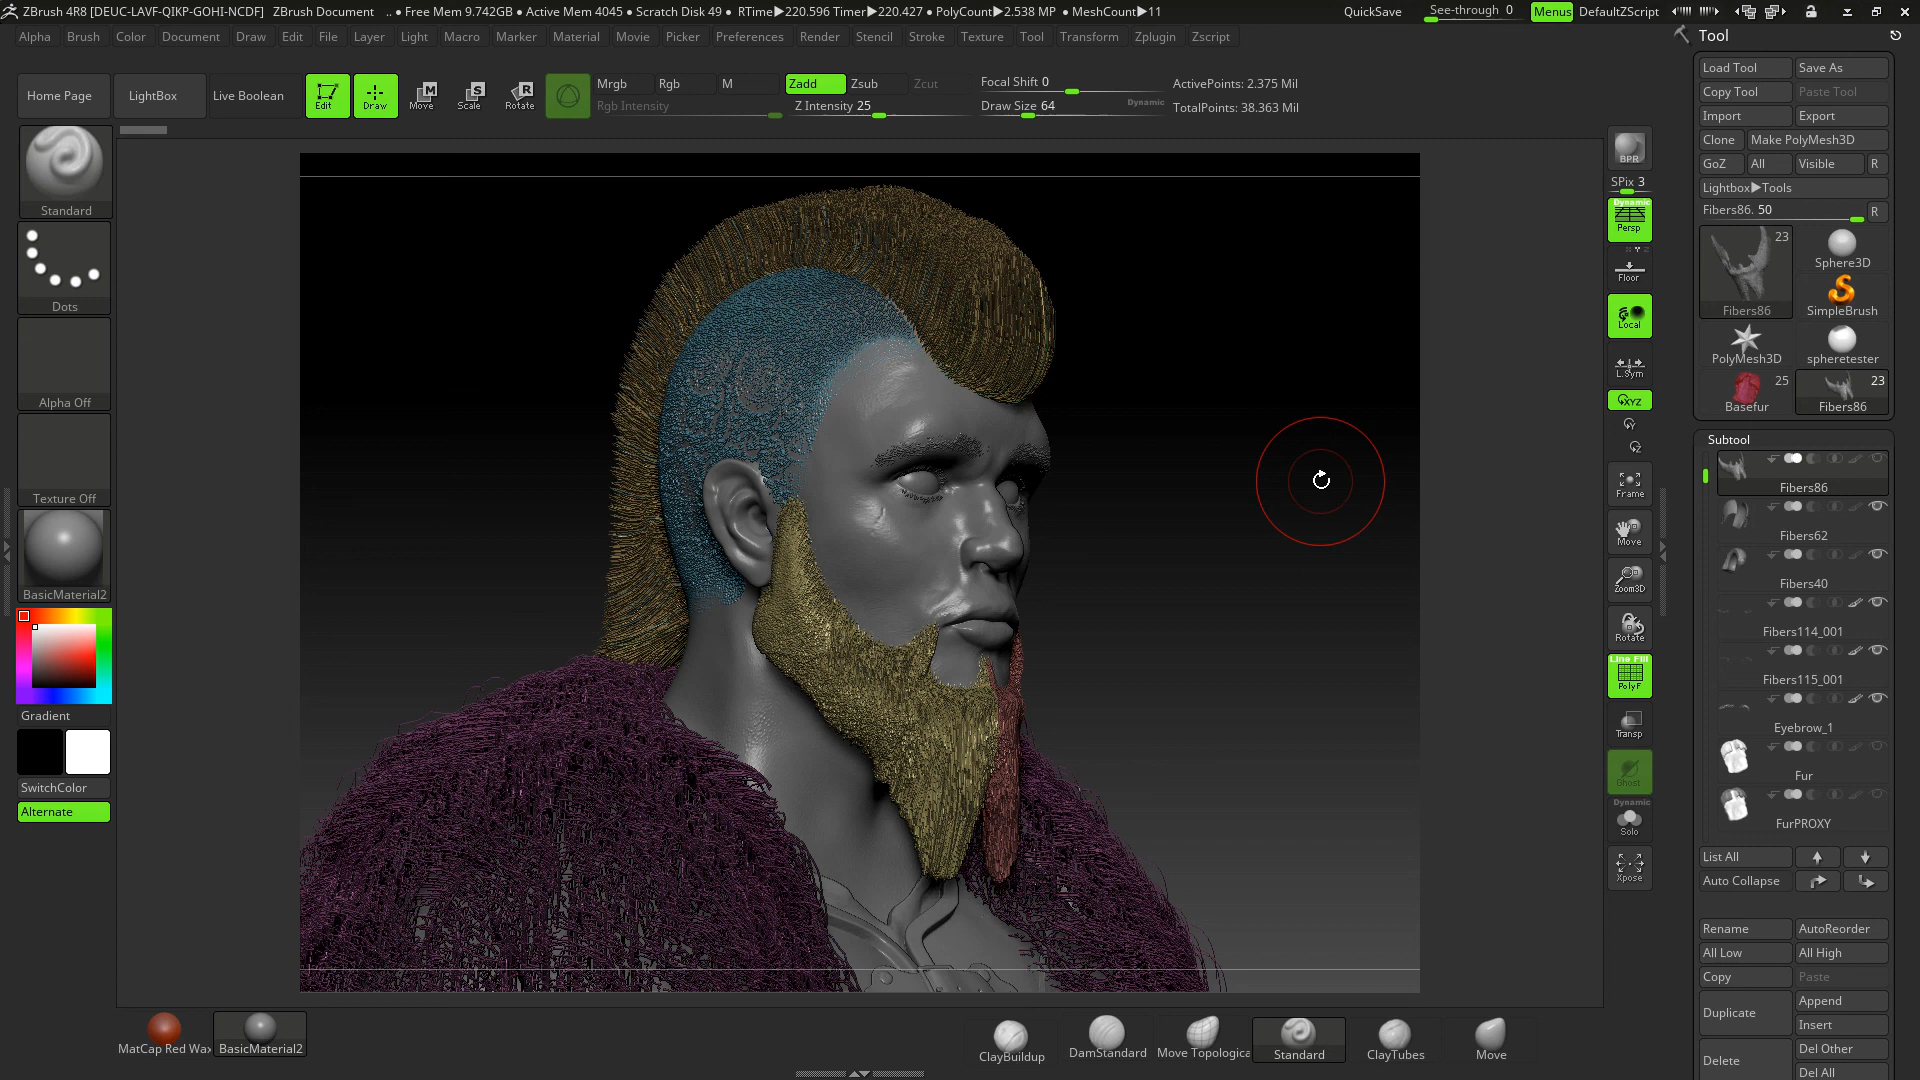 ZBrush 4R8 [DEUC-LAVF-QIKP-GOHI-NCDF] ZBrush Document .. ● Free Mem 9.742GB ● Active Mem 4045 ● Scratch Disk 49 ● RTime▶220.596 Timer▶220.427 ● PolyCount▶2.538 MP ● MeshCount▶11 QuickSave See-through 0 Menus DefaultZScript
Alpha Brush Color Document Draw Edit File Layer Light Macro Marker Material Movie Picker Preferences Render Stencil Stroke Texture Tool Transform Zplugin Zscript
Home Page LightBox Live Boolean Edit Draw Move Scale Rotate
Mrgb Rgb M Zadd Zsub Zcut Focal Shift 0 ActivePoints: 2.375 Mil
Rgb Intensity Z Intensity 25 Draw Size 64 Dynamic TotalPoints: 38.363 Mil
Standard
Dots
Alpha Off
Texture Off
BasicMaterial2
Gradient
SwitchColor
Alternate
BPR
SPix 3
Dynamic
Persp
Floor
Local
L.Sym
XYZ
Frame
Move
Zoom3D
Rotate
Line Fill
PolyF
Transp
Ghost
Dynamic
Solo
Xpose
Tool
Load Tool Save As
Copy Tool Paste Tool
Import Export
Clone Make PolyMesh3D
GoZ All Visible R
Lightbox▶Tools
Fibers86. 50 R
23
Sphere3D
Fibers86 SimpleBrush
PolyMesh3D spheretester
25 23
Basefur Fibers86
Subtool
Fibers86
Fibers62
Fibers40
Fibers114_001
Fibers115_001
Eyebrow_1
Fur
FurPROXY
List All
Auto Collapse
Rename AutoReorder
All Low All High
Copy Paste
Duplicate Append
Insert
Delete Del Other
Del All
MatCap Red Wax BasicMaterial2
ClayBuildup DamStandard Move Topologica Standard ClayTubes Move